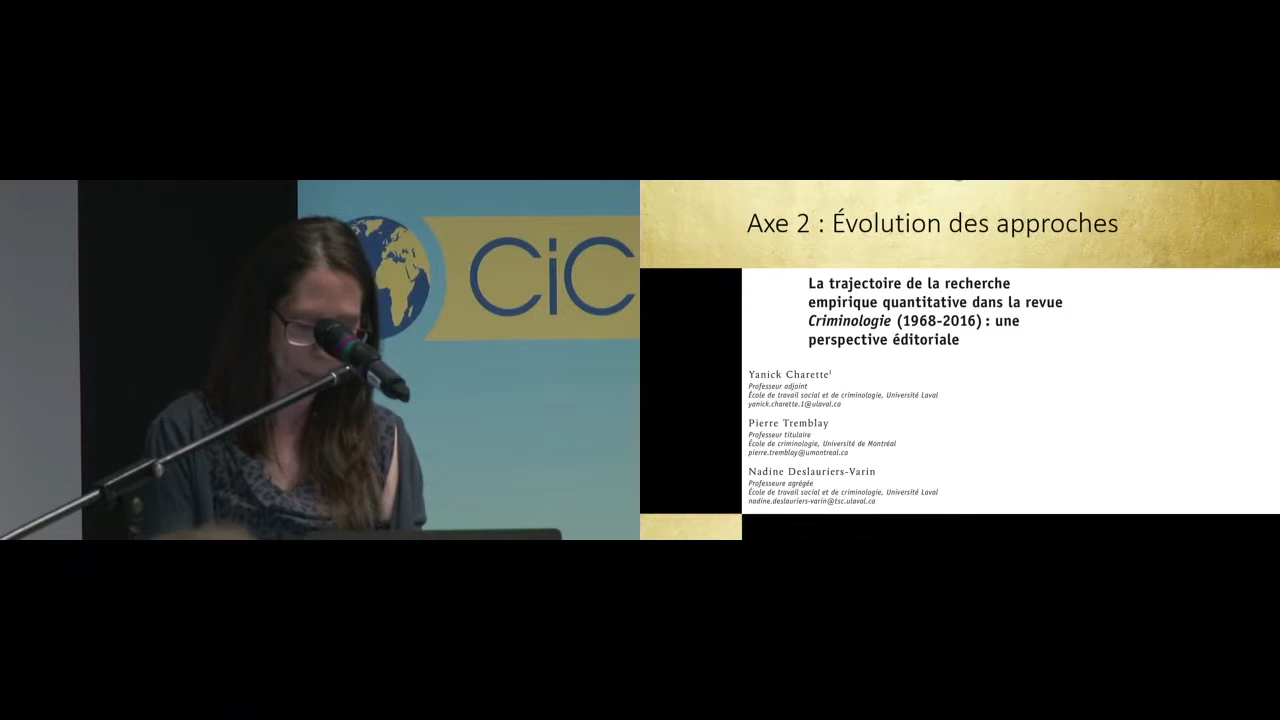 CiC
Axe 2 : Évolution des approches
La trajectoire de la recherche
empirique quantitative dans la revue
Criminologie (1968-2016) : une
perspective éditoriale
Yanick Charette¹
Professeur adjoint
École de travail social et de criminologie, Université Laval
yanick.charette.1@ulaval.ca
Pierre Tremblay
Professeur titulaire
École de criminologie, Université de Montréal
pierre.tremblay@umontreal.ca
Nadine Deslauriers-Varin
Professeure agrégée
École de travail social et de criminologie, Université Laval
nadine.deslauriers-varin@tsc.ulaval.ca